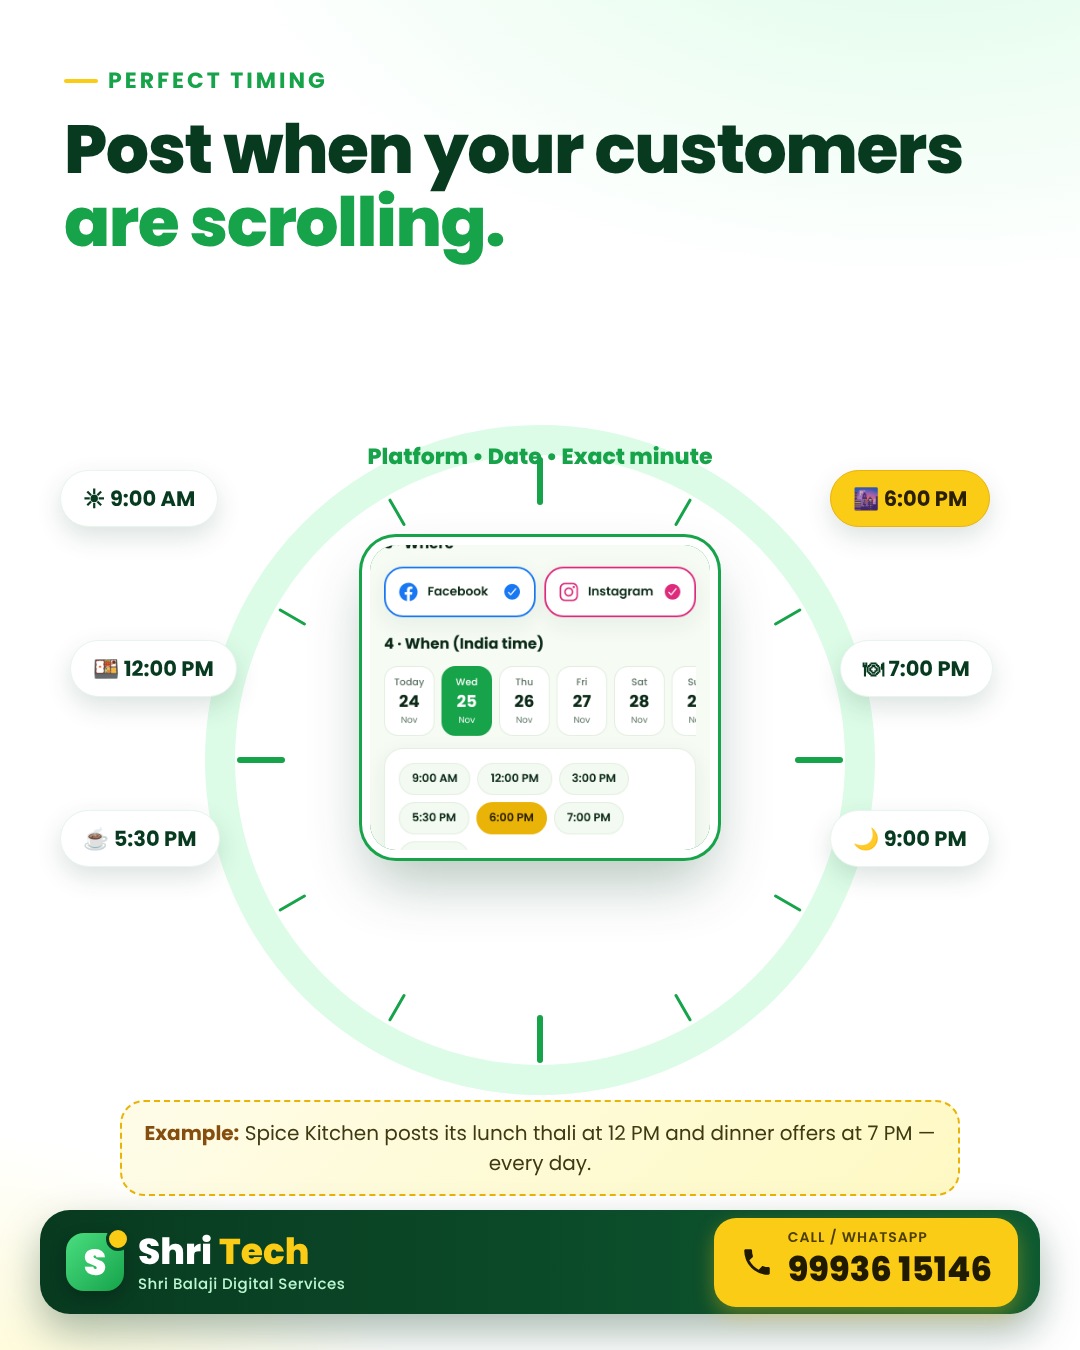 PERFECT TIMING
Post when your customers
are scrolling.
Platform • Date • Exact minute
☀ 9:00 AM
6:00 PM
12:00 PM
7:00 PM
5:30 PM
9:00 PM
Where
Facebook
Instagram
4 · When (India time)
Today Wed Thu Fri Sat
24 25 26 27 28 2
Nov Nov Nov Nov Nov
9:00 AM 12:00 PM 3:00 PM
5:30 PM 6:00 PM 7:00 PM
Example: Spice Kitchen posts its lunch thali at 12 PM and dinner offers at 7 PM —
every day.
S
Shri Tech
Shri Balaji Digital Services
CALL / WHATSAPP
99936 15146